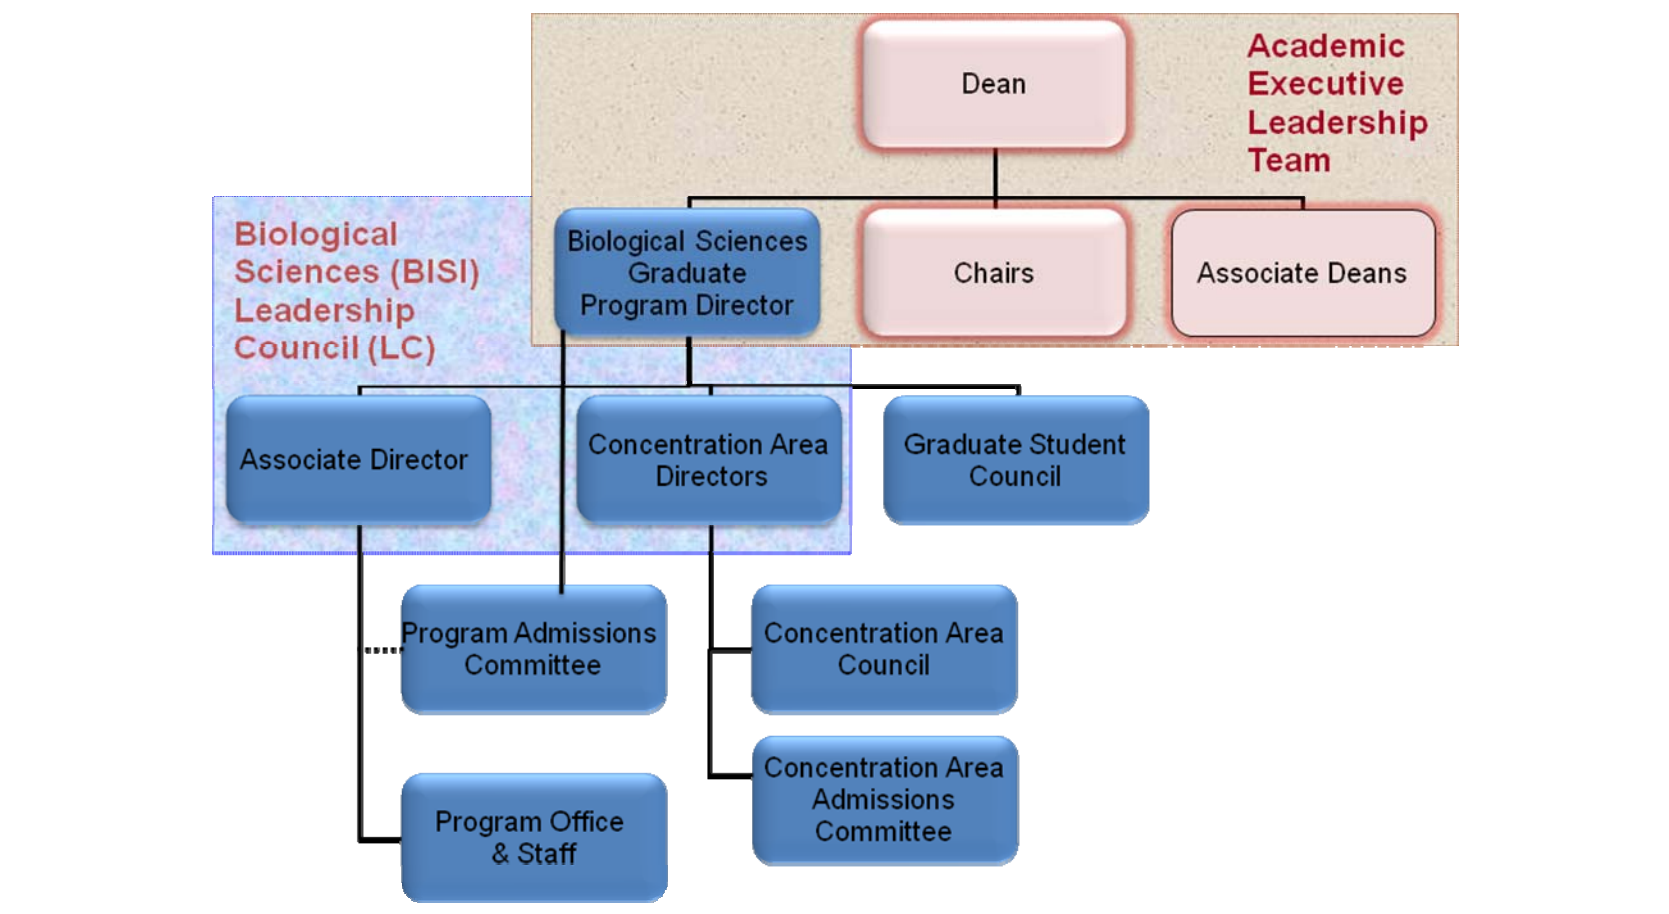 Dean
Academic
Executive
Leadership
Team
Biological Sciences
Graduate
Program Director
Chairs
Associate Deans
Biological
Sciences (BISI)
Leadership
Council (LC)
Associate Director
Concentration Area
Directors
Graduate Student
Council
Program Admissions
Committee
Concentration Area
Council
Program Office
& Staff
Concentration Area
Admissions
Committee